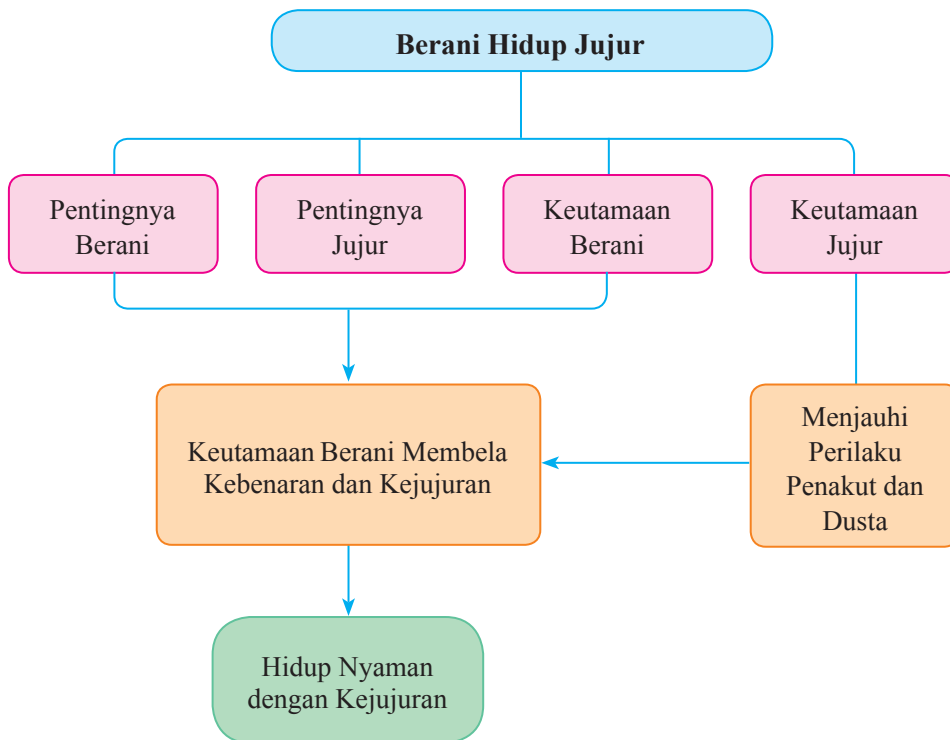 Berani Hidup Jujur
Pentingnya
Berani
Pentingnya
Jujur
Keutamaan
Berani
Keutamaan
Jujur
Keutamaan Berani Membela
Kebenaran dan Kejujuran
Menjauhi
Perilaku
Penakut dan
Dusta
Hidup Nyaman
dengan Kejujuran